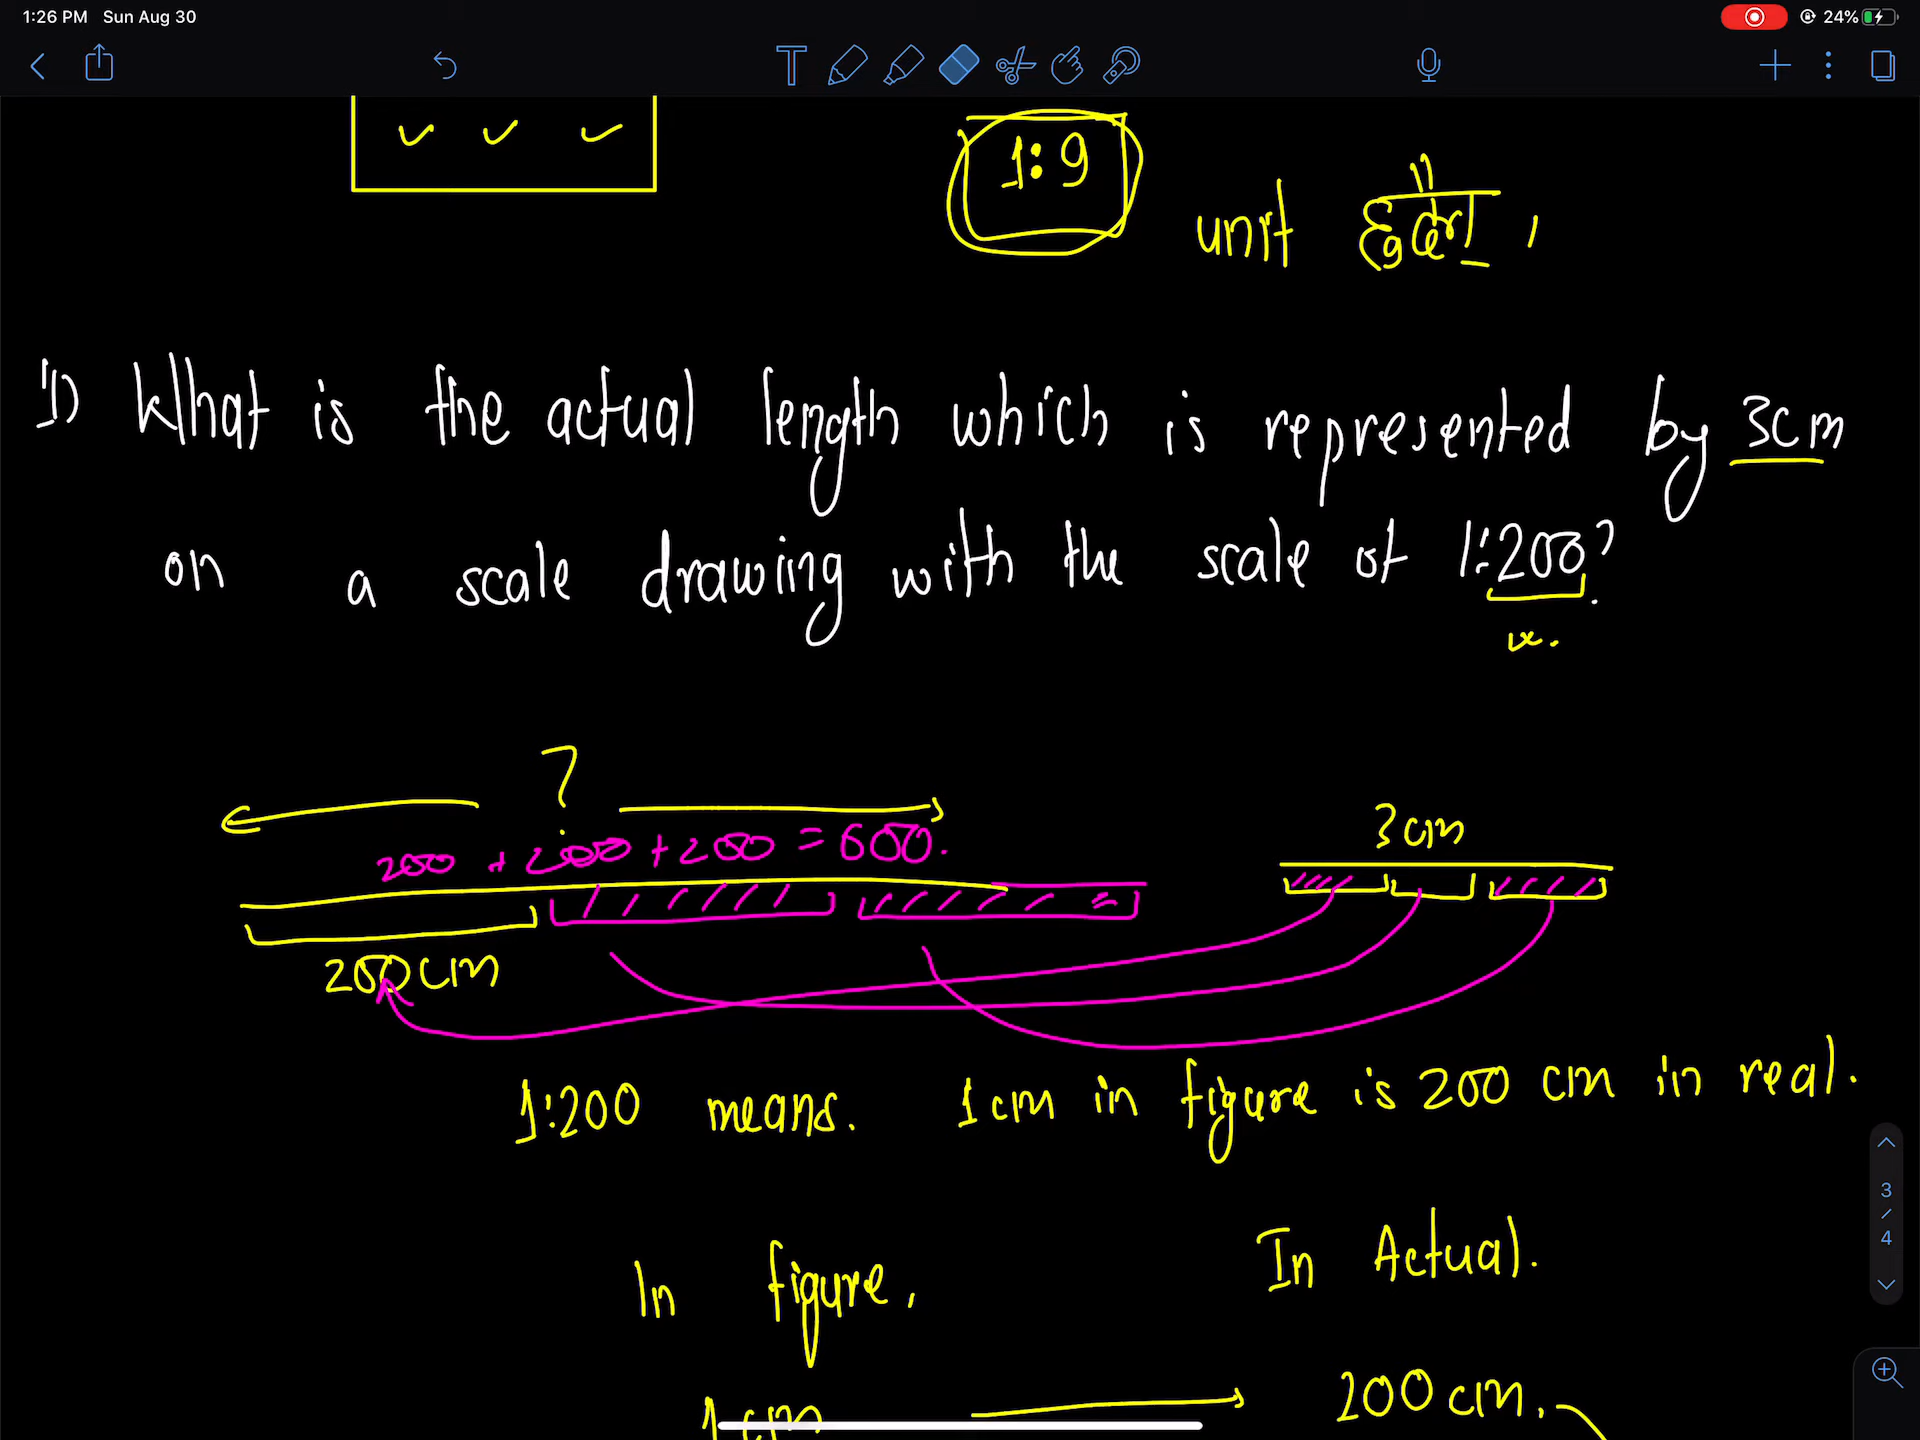 1:26 PM Sun Aug 30
24%
1:9
unit
1) What is the actual length which is represented by 3cm
on a scale drawing with the scale of 1:200?
?
200 + 200 + 200 = 600.
3cm
200cm
1:200 means. 1cm in figure is 200 cm in real.
3
/
4
In figure, In Actual.
1 cm 200 cm.